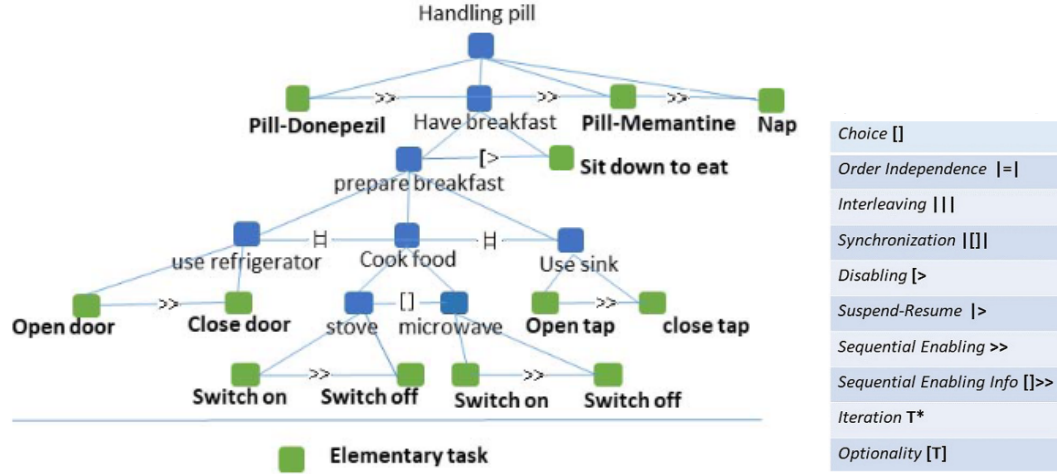 Handling pill
>> >> >>
Pill-Donepezil Have breakfast Pill-Memantine Nap
[>
prepare breakfast Sit down to eat
|=| |=|
use refrigerator Cook food Use sink
>> [] >>
Open door Close door stove microwave Open tap close tap
>> >>
Switch on Switch off Switch on Switch off
Elementary task
Choice []
Order Independence |=|
Interleaving |||
Synchronization |[]|
Disabling [>
Suspend-Resume |>
Sequential Enabling >>
Sequential Enabling Info []>>
Iteration T*
Optionality [T]